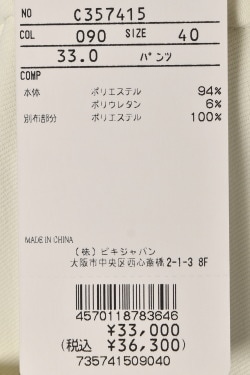 NO C357415
COL 090 SIZE 40
33.0 パンツ
COMP
本体 ポリエステル 94%
ポリウレタン 6%
別布部分 ポリエステル 100%
MADE IN CHINA
(株)ビキジャパン
大阪市中央区西心斎橋2-1-3 8F
4570118783646
¥33,000
(税込 ¥36,300)
735741509040